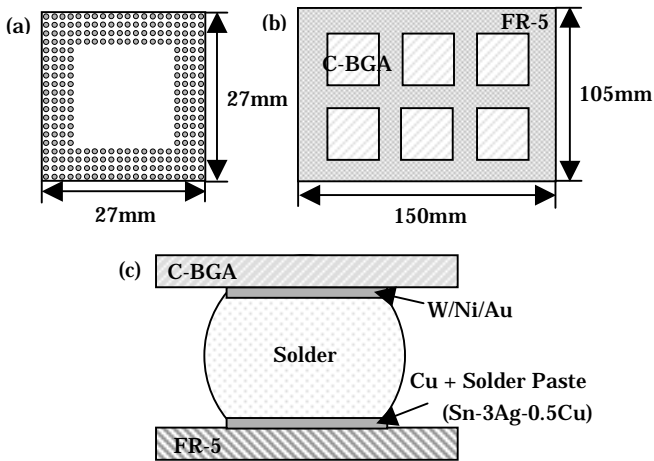 (a)
27mm
27mm
(b)
FR-5
C-BGA
105mm
150mm
(c)
C-BGA
W/Ni/Au
Solder
Cu + Solder Paste
(Sn-3Ag-0.5Cu)
FR-5